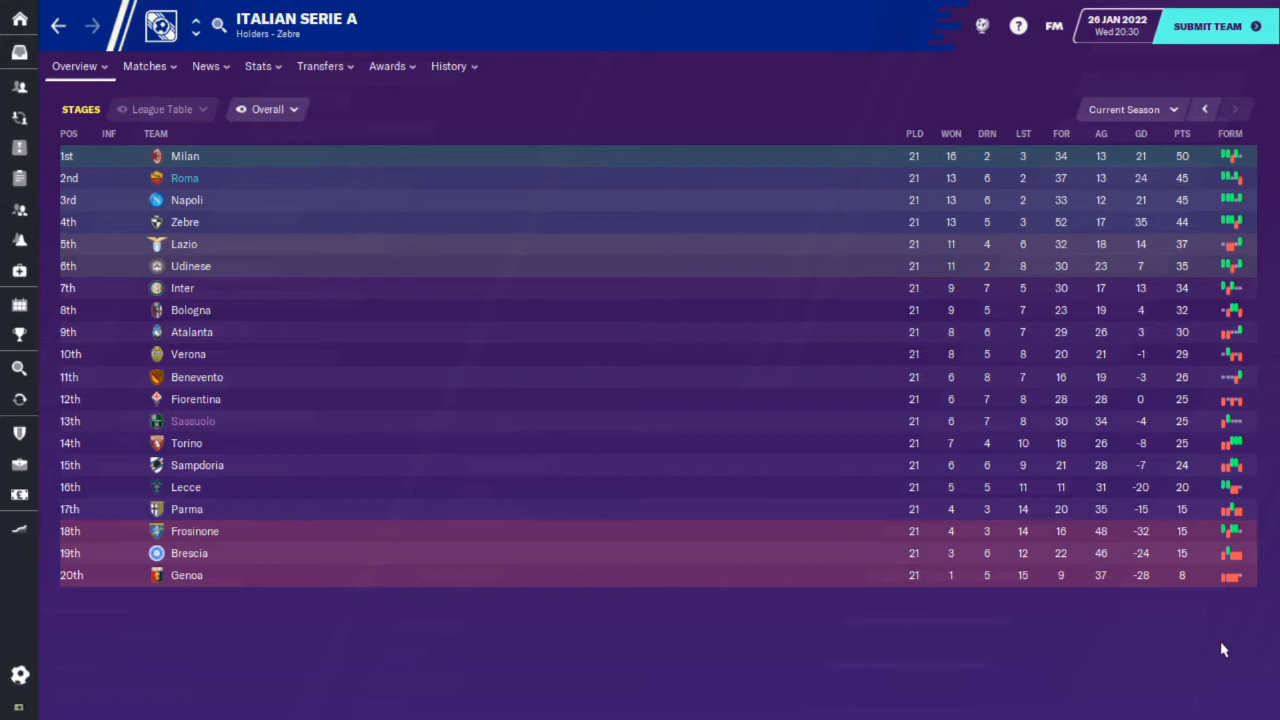 ITALIAN SERIE A
Holders - Zebre
FM
26 JAN 2022
Wed 20:30
SUBMIT TEAM
Overview Matches News Stats Transfers Awards History
STAGES League Table Overall Current Season
POS INF TEAM PLD WON DRN LST FOR AG GD PTS FORM
1st Milan 21 16 2 3 34 13 21 50
2nd Roma 21 13 6 2 37 13 24 45
3rd Napoli 21 13 6 2 33 12 21 45
4th Zebre 21 13 5 3 52 17 35 44
5th Lazio 21 11 4 6 32 18 14 37
6th Udinese 21 11 2 8 30 23 7 35
7th Inter 21 9 7 5 30 17 13 34
8th Bologna 21 9 5 7 23 19 4 32
9th Atalanta 21 8 6 7 29 26 3 30
10th Verona 21 8 5 8 20 21 -1 29
11th Benevento 21 6 8 7 16 19 -3 26
12th Fiorentina 21 6 7 8 28 28 0 25
13th Sassuolo 21 6 7 8 30 34 -4 25
14th Torino 21 7 4 10 18 26 -8 25
15th Sampdoria 21 6 6 9 21 28 -7 24
16th Lecce 21 5 5 11 11 31 -20 20
17th Parma 21 4 3 14 20 35 -15 15
18th Frosinone 21 4 3 14 16 48 -32 15
19th Brescia 21 3 6 12 22 46 -24 15
20th Genoa 21 1 5 15 9 37 -28 8